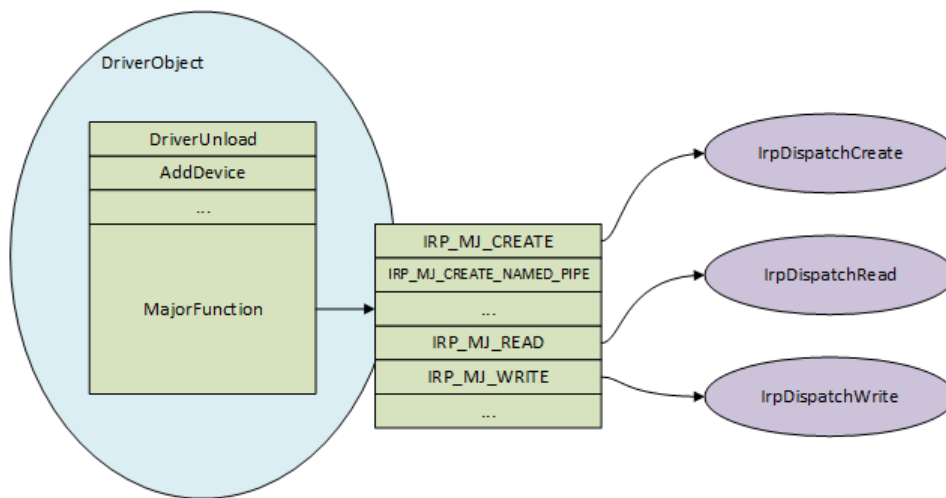 DriverObject
DriverUnload
AddDevice
...
MajorFunction
IRP_MJ_CREATE
IRP_MJ_CREATE_NAMED_PIPE
...
IRP_MJ_READ
IRP_MJ_WRITE
...
IrpDispatchCreate
IrpDispatchRead
IrpDispatchWrite